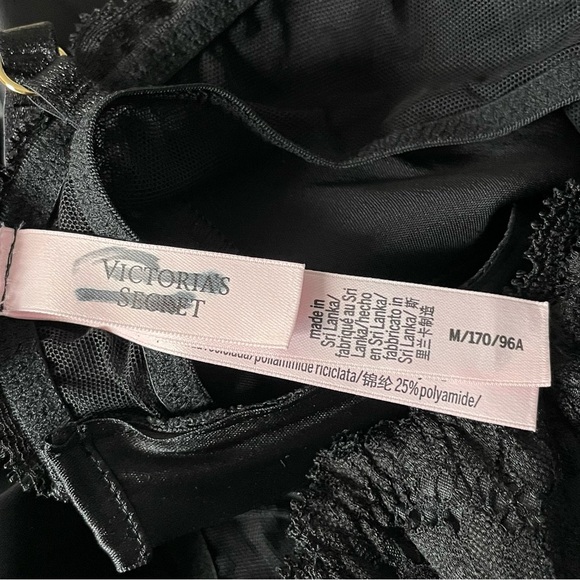 VICTORIA'S
SECRET
made in
Sri Lanka/
fabriqué au Sri
Lanka/hecho
en Sri Lanka/
fabbricato in
Sri Lanka/ 斯
里兰卡制造
M/170/96A
poliammide riciclata/锦纶 25%polyamide/